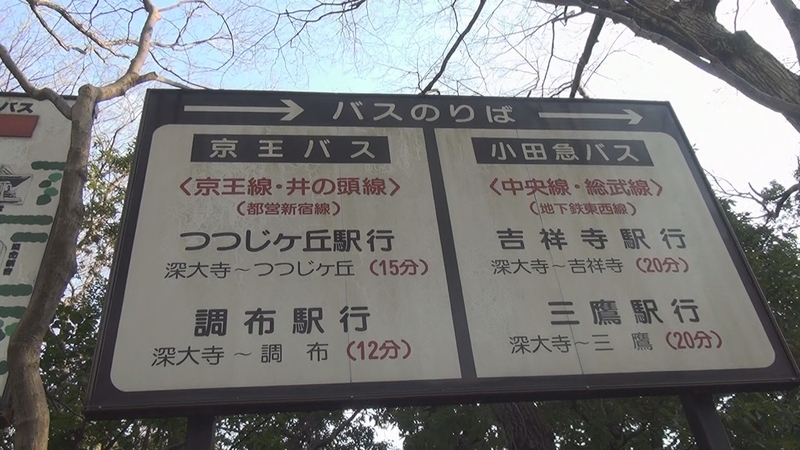 バス
バスのりば
京王バス
〈京王線・井の頭線〉
(都営新宿線)
つつじヶ丘駅行
深大寺〜つつじヶ丘(15分)
調布駅行
深大寺〜調布(12分)
小田急バス
〈中央線・総武線〉
(地下鉄東西線)
吉祥寺駅行
深大寺〜吉祥寺(20分)
三鷹駅行
深大寺〜三鷹(20分)